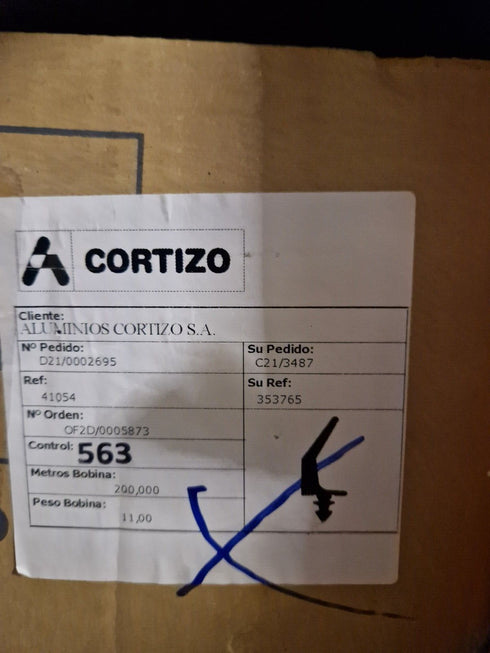 CORTIZO
Cliente:
ALUMINIOS CORTIZO S.A.
Nº Pedido: Su Pedido:
D21/0002695 C21/3487
Ref: Su Ref:
41054 353765
Nº Orden:
OF2D/0005873
Control: 563
Metros Bobina:
200,000
Peso Bobina:
11,00